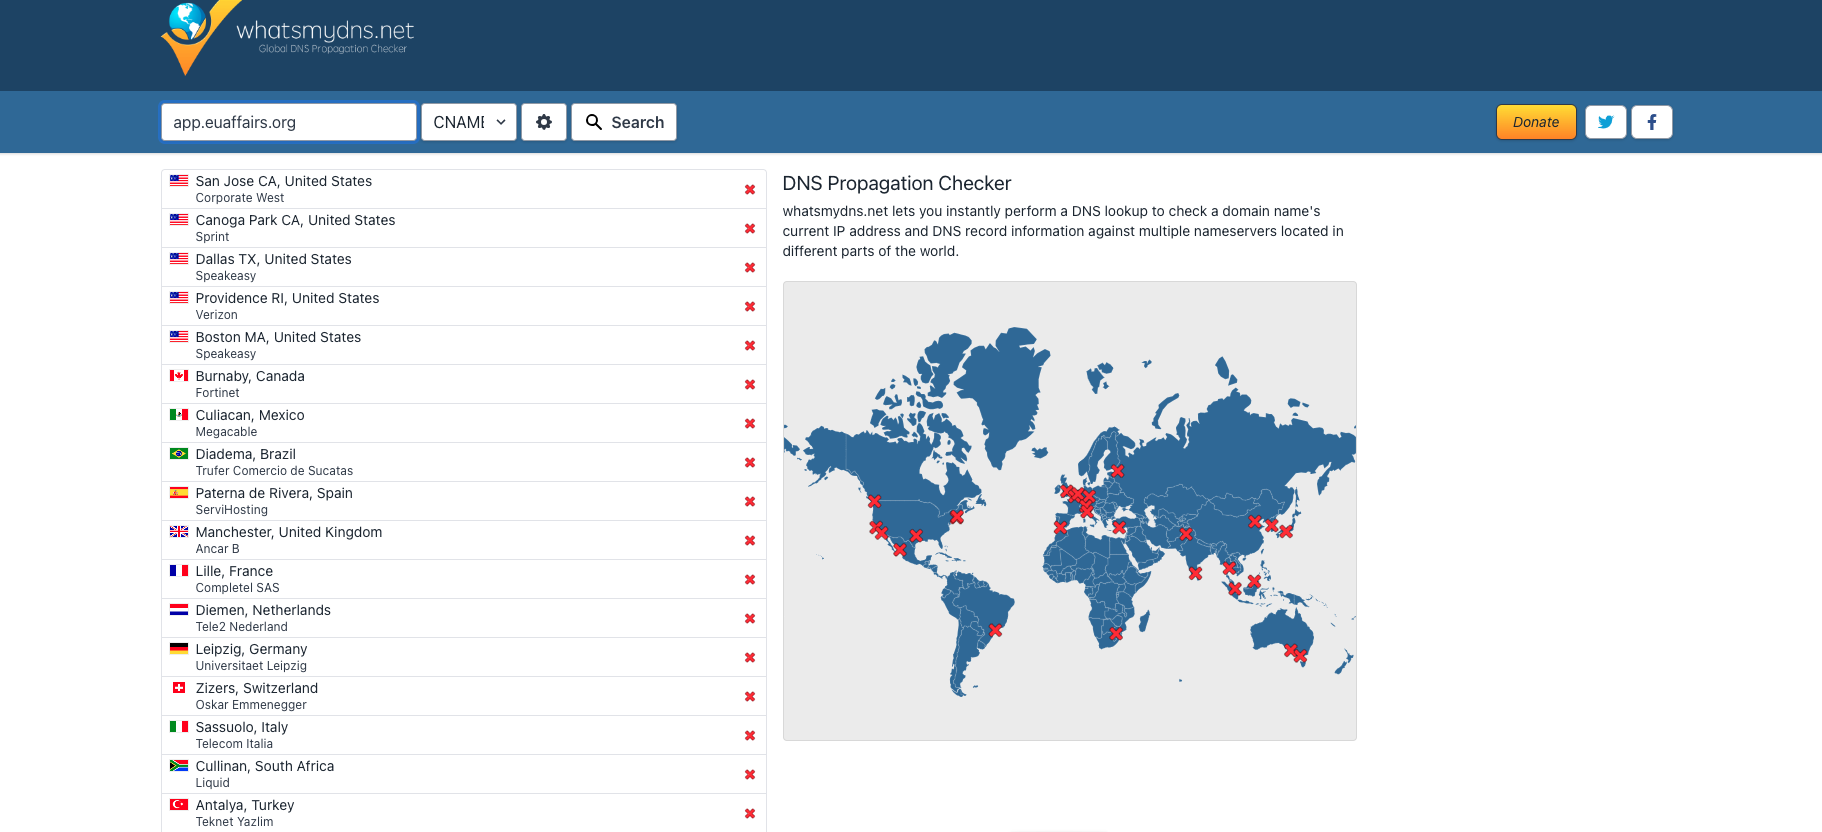 whatsmydns.net
Global DNS Propagation Checker
app.euaffairs.org
CNAME
Search
Donate
San Jose CA, United States
Corporate West
Canoga Park CA, United States
Sprint
Dallas TX, United States
Speakeasy
Providence RI, United States
Verizon
Boston MA, United States
Speakeasy
Burnaby, Canada
Fortinet
Culiacan, Mexico
Megacable
Diadema, Brazil
Trufer Comercio de Sucatas
Paterna de Rivera, Spain
ServiHosting
Manchester, United Kingdom
Ancar B
Lille, France
Completel SAS
Diemen, Netherlands
Tele2 Nederland
Leipzig, Germany
Universitaet Leipzig
Zizers, Switzerland
Oskar Emmenegger
Sassuolo, Italy
Telecom Italia
Cullinan, South Africa
Liquid
Antalya, Turkey
Teknet Yazlim
DNS Propagation Checker
whatsmydns.net lets you instantly perform a DNS lookup to check a domain name's
current IP address and DNS record information against multiple nameservers located in
different parts of the world.